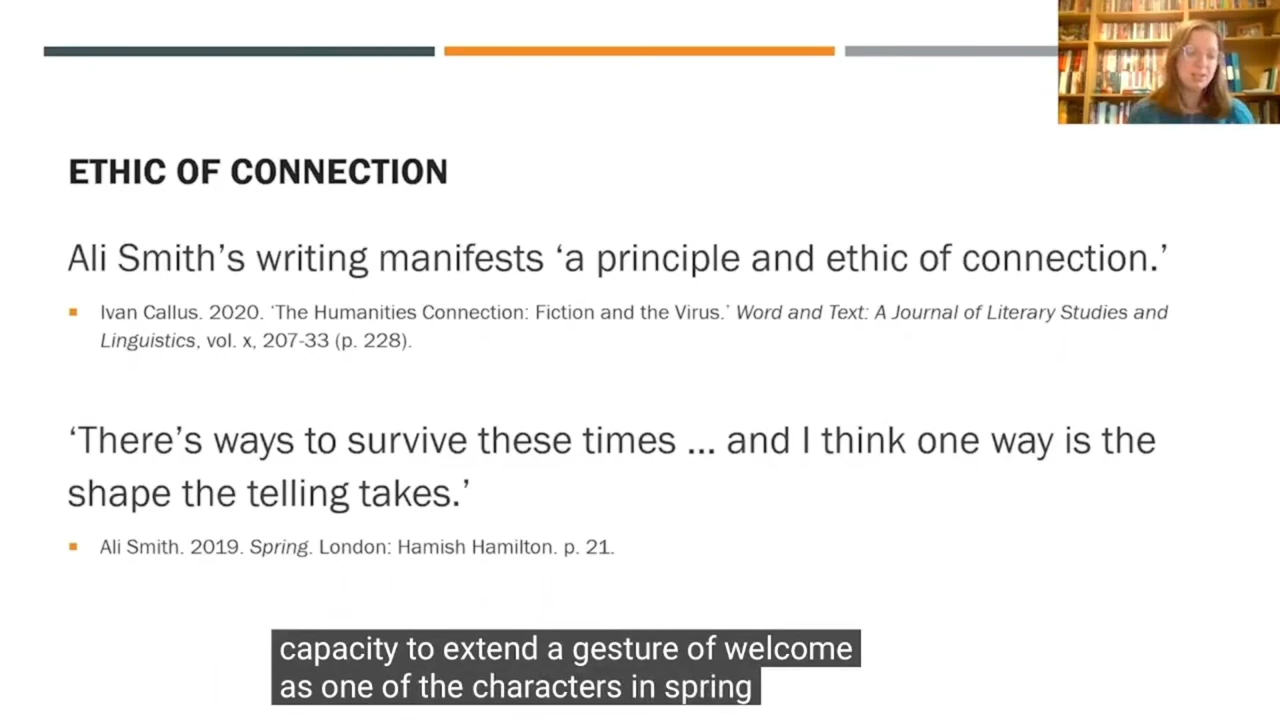 ETHIC OF CONNECTION
Ali Smith’s writing manifests ‘a principle and ethic of connection.’
Ivan Callus. 2020. ‘The Humanities Connection: Fiction and the Virus.’ Word and Text: A Journal of Literary Studies and
Linguistics, vol. x, 207-33 (p. 228).
‘There’s ways to survive these times ... and I think one way is the
shape the telling takes.’
Ali Smith. 2019. Spring. London: Hamish Hamilton. p. 21.
capacity to extend a gesture of welcome
as one of the characters in spring